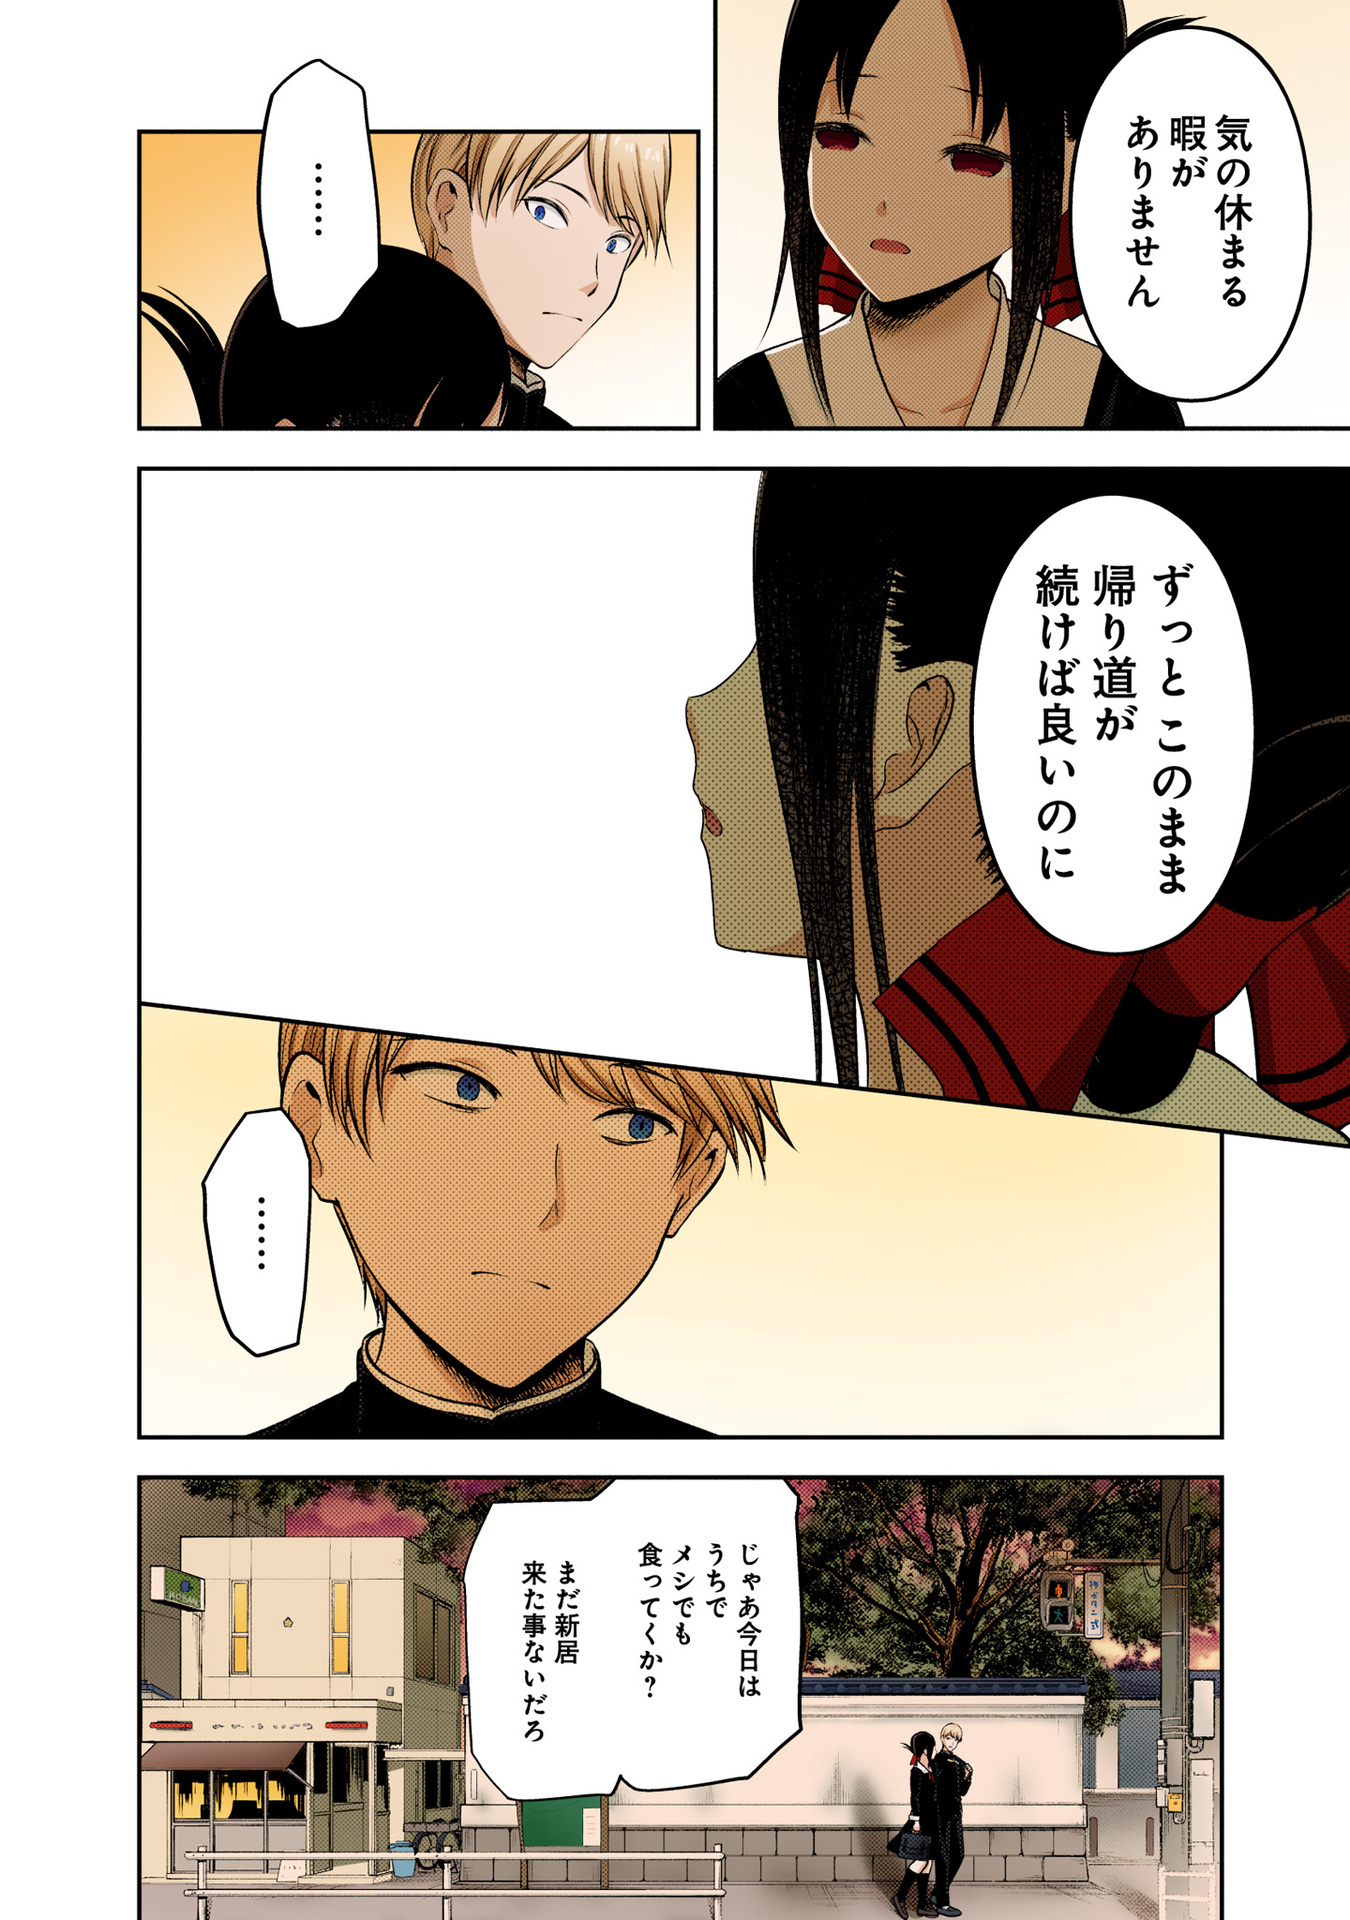 気の休まる
暇が
ありません
……
ずっとこのまま
帰り道が
続けば良いのに
……
じゃあ今日は
うちで
メシでも
食ってくか？
まだ新居
来た事ないだろ